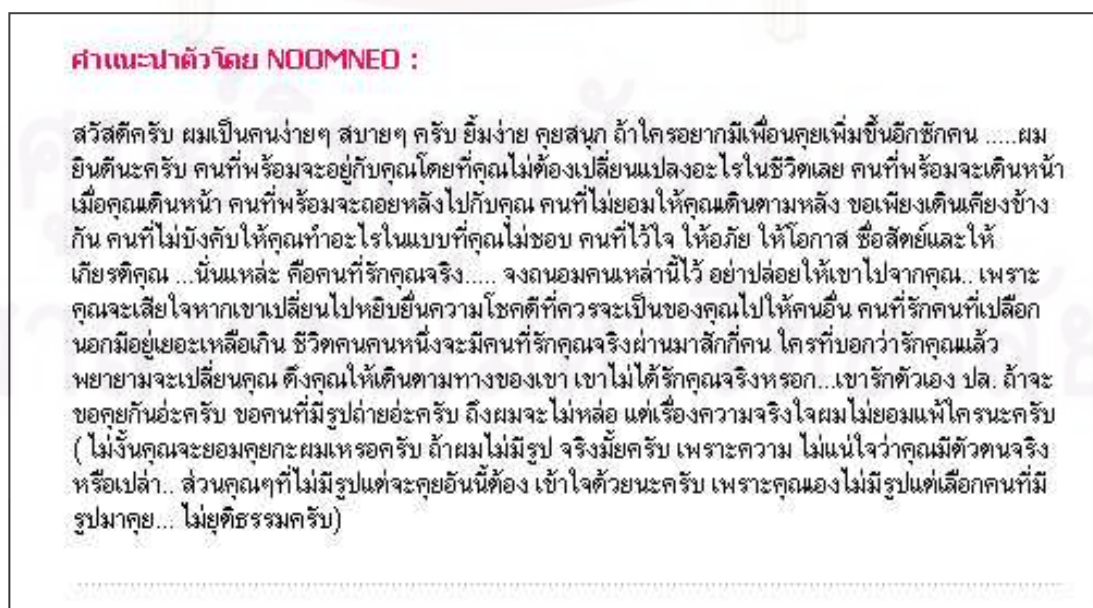 คำแนะนำตัวโดย NOOMNEO :
สวัสดีครับ ผมเป็นคนง่ายๆ สบายๆ ครับ ยิ้มง่าย คุยสนุก ถ้าใครอยากมีเพื่อนคุยเพิ่มขึ้นอีกซักคน .....ผม
ยินดีนะครับ คนที่พร้อมจะอยู่กับคุณโดยที่คุณไม่ต้องเปลี่ยนแปลงอะไรในชีวิตเลย คนที่พร้อมจะเดินหน้า
เมื่อคุณเดินหน้า คนที่พร้อมจะถอยหลังไปกับคุณ คนที่ไม่ยอมให้คุณเดินตามหลัง ขอเพียงเดินเคียงข้าง
กัน คนที่ไม่บังคับให้คุณทำอะไรในแบบที่คุณไม่ชอบ คนที่ไว้ใจ ให้อภัย ให้โอกาส ซื่อสัตย์และให้
เกียรติคุณ ...นั่นแหล่ะ คือคนที่รักคุณจริง..... จงถนอมคนเหล่านี้ไว้ อย่าปล่อยให้เขาไปจากคุณ.. เพราะ
คุณจะเสียใจหากเขาเปลี่ยนไปหยิบยื่นความโชคดีที่ควรจะเป็นของคุณไปให้คนอื่น คนที่รักคนที่เปลือก
นอกมีอยู่เยอะเหลือเกิน ชีวิตคนคนหนึ่งจะมีคนที่รักคุณจริงผ่านมาสักกี่คน ใครที่บอกว่ารักคุณแล้ว
พยายามจะเปลี่ยนคุณ ดึงคุณให้เดินตามทางของเขา เขาไม่ได้รักคุณจริงหรอก...เขารักตัวเอง ปล. ถ้าจะ
ขอคุยกันอ่ะครับ ขอคนที่มีรูปถ่ายอ่ะครับ ถึงผมจะไม่หล่อ แต่เรื่องความจริงใจผมไม่ยอมแพ้ใครนะครับ
( ไม่งั้นคุณจะยอมคุยกะผมเหรอครับ ถ้าผมไม่มีรูป จริงมั้ยครับ เพราะความ ไม่แน่ใจว่าคุณมีตัวตนจริง
หรือเปล่า.. ส่วนคุณๆที่ไม่มีรูปแต่จะคุยอันนี้ต้อง เข้าใจด้วยนะครับ เพราะคุณเองไม่มีรูปแต่เลือกคนที่มี
รูปมาคุย... ไม่ยุติธรรมครับ)